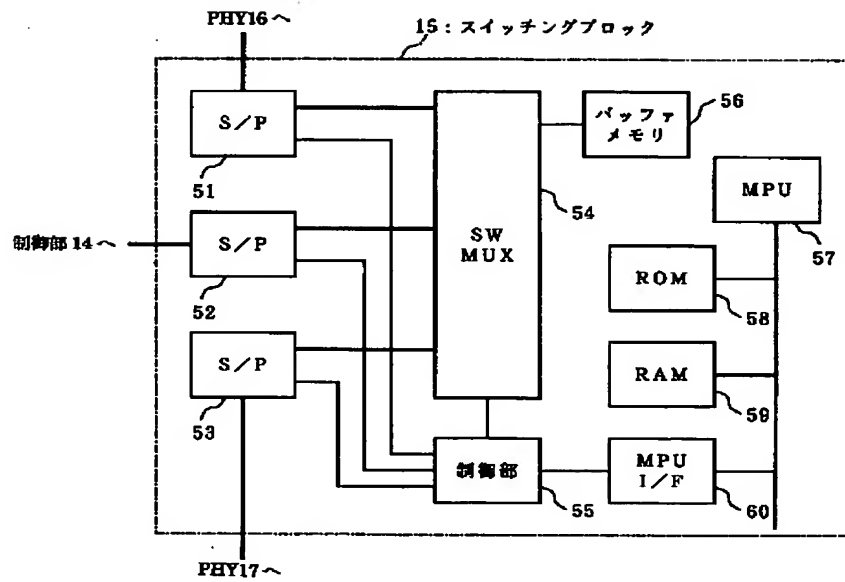 PHY16へ
15：スイッチングブロック
S／P
51
SW
MUX
54
バッファ
メモリ
56
MPU
57
制御部14へ
S／P
52
ROM
58
S／P
53
RAM
59
制御部
55
MPU
I／F
60
PHY17へ